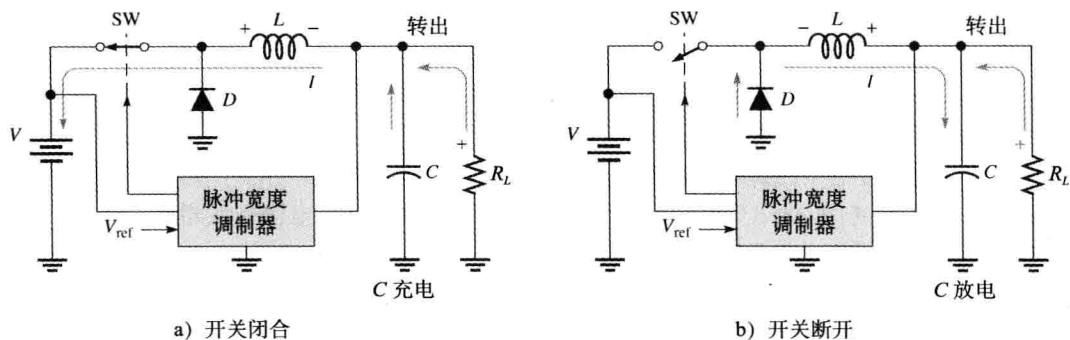 SW
+ L −
转出
I
D
V
+
C
R_L
脉冲宽度
调制器
V_ref
C 充电
a) 开关闭合
SW
− L +
转出
I
D
V
+
C
R_L
脉冲宽度
调制器
V_ref
C 放电
b) 开关断开